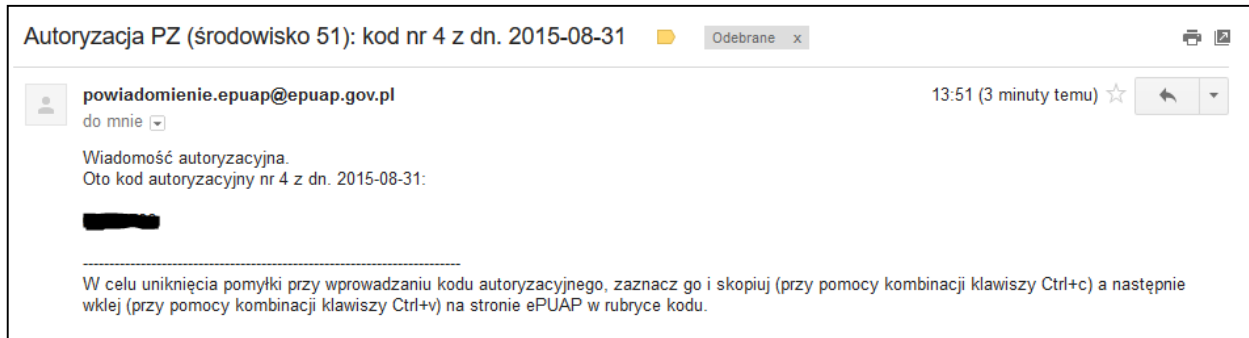 Autoryzacja PZ (środowisko 51): kod nr 4 z dn. 2015-08-31 Odebrane x
powiadomienie.epuap@epuap.gov.pl 13:51 (3 minuty temu)
do mnie
Wiadomość autoryzacyjna.
Oto kod autoryzacyjny nr 4 z dn. 2015-08-31:
--------------------------------------------------------------------------
W celu uniknięcia pomyłki przy wprowadzaniu kodu autoryzacyjnego, zaznacz go i skopiuj (przy pomocy kombinacji klawiszy Ctrl+c) a następnie
wklej (przy pomocy kombinacji klawiszy Ctrl+v) na stronie ePUAP w rubryce kodu.